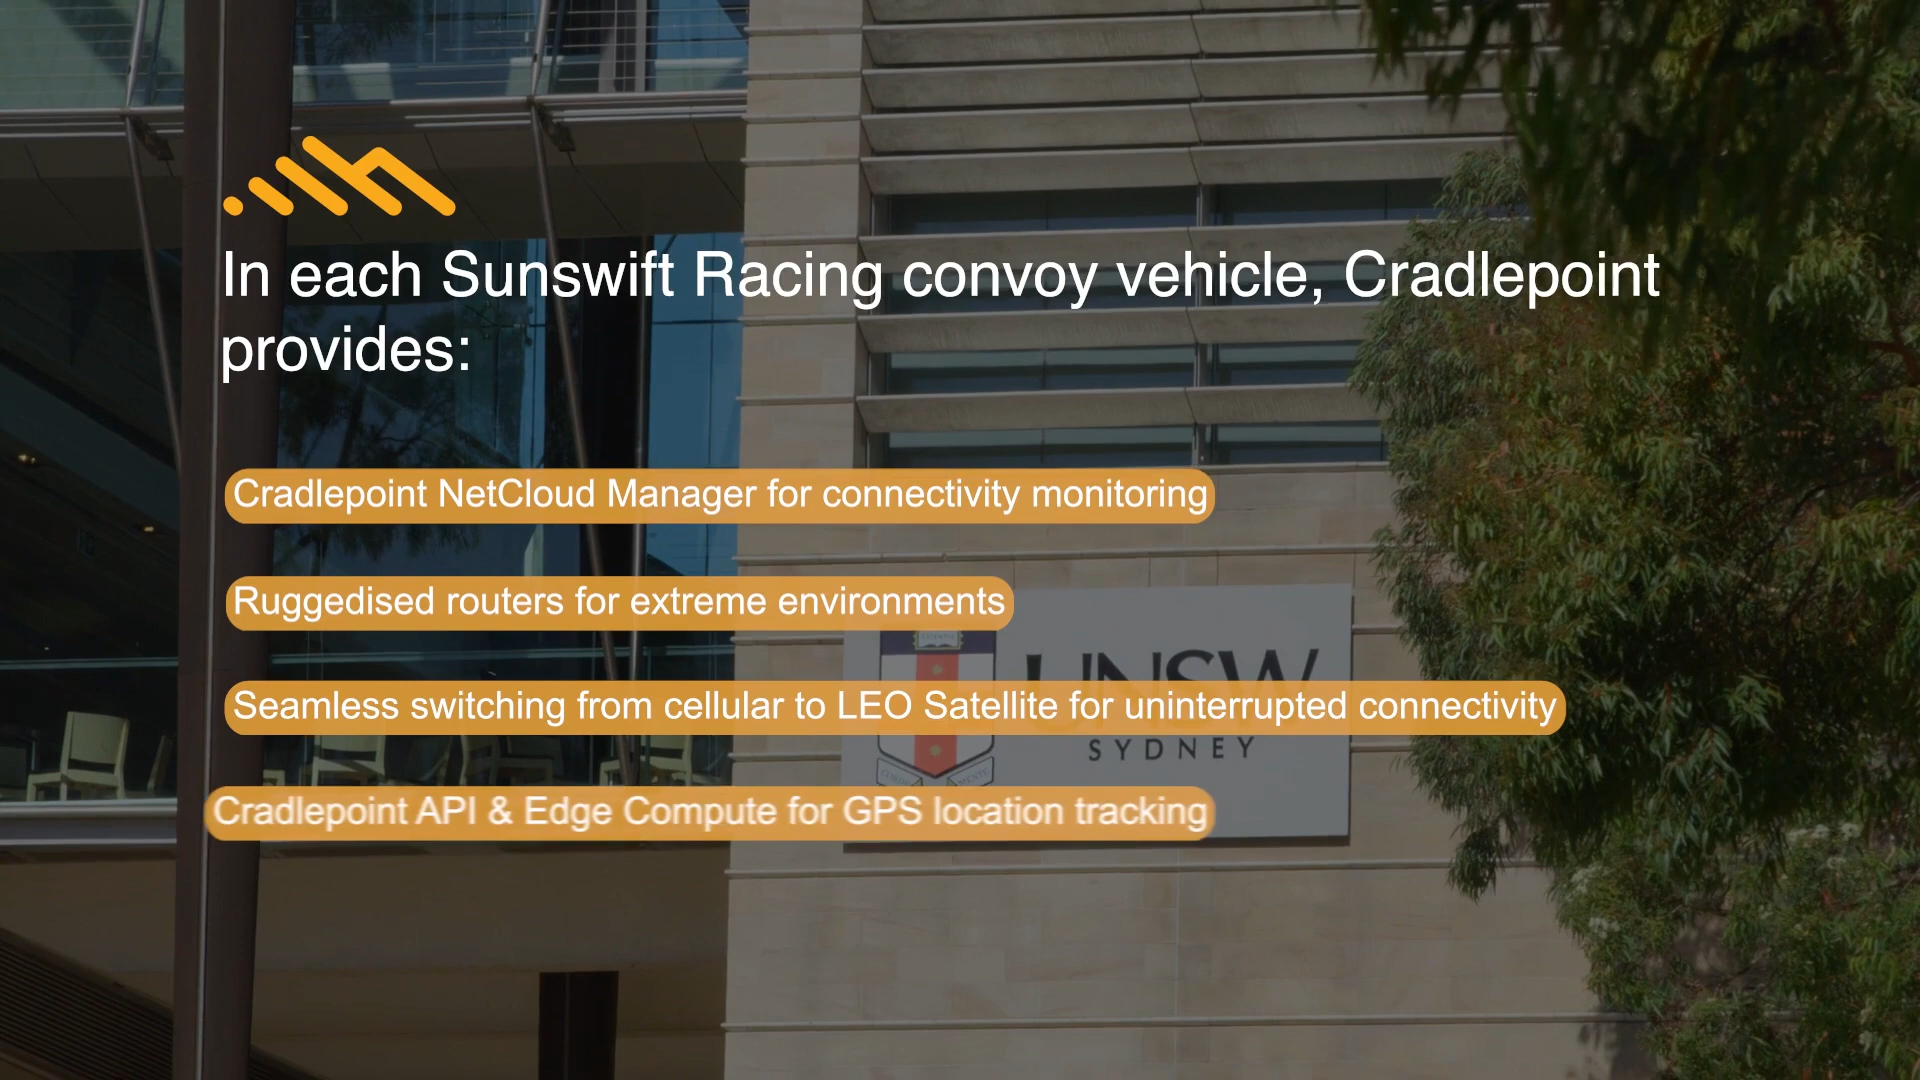 In each Sunswift Racing convoy vehicle, Cradlepoint
provides:
Cradlepoint NetCloud Manager for connectivity monitoring
Ruggedised routers for extreme environments
UNSW
Seamless switching from cellular to LEO Satellite for uninterrupted connectivity
SYDNEY
Cradlepoint API & Edge Compute for GPS location tracking